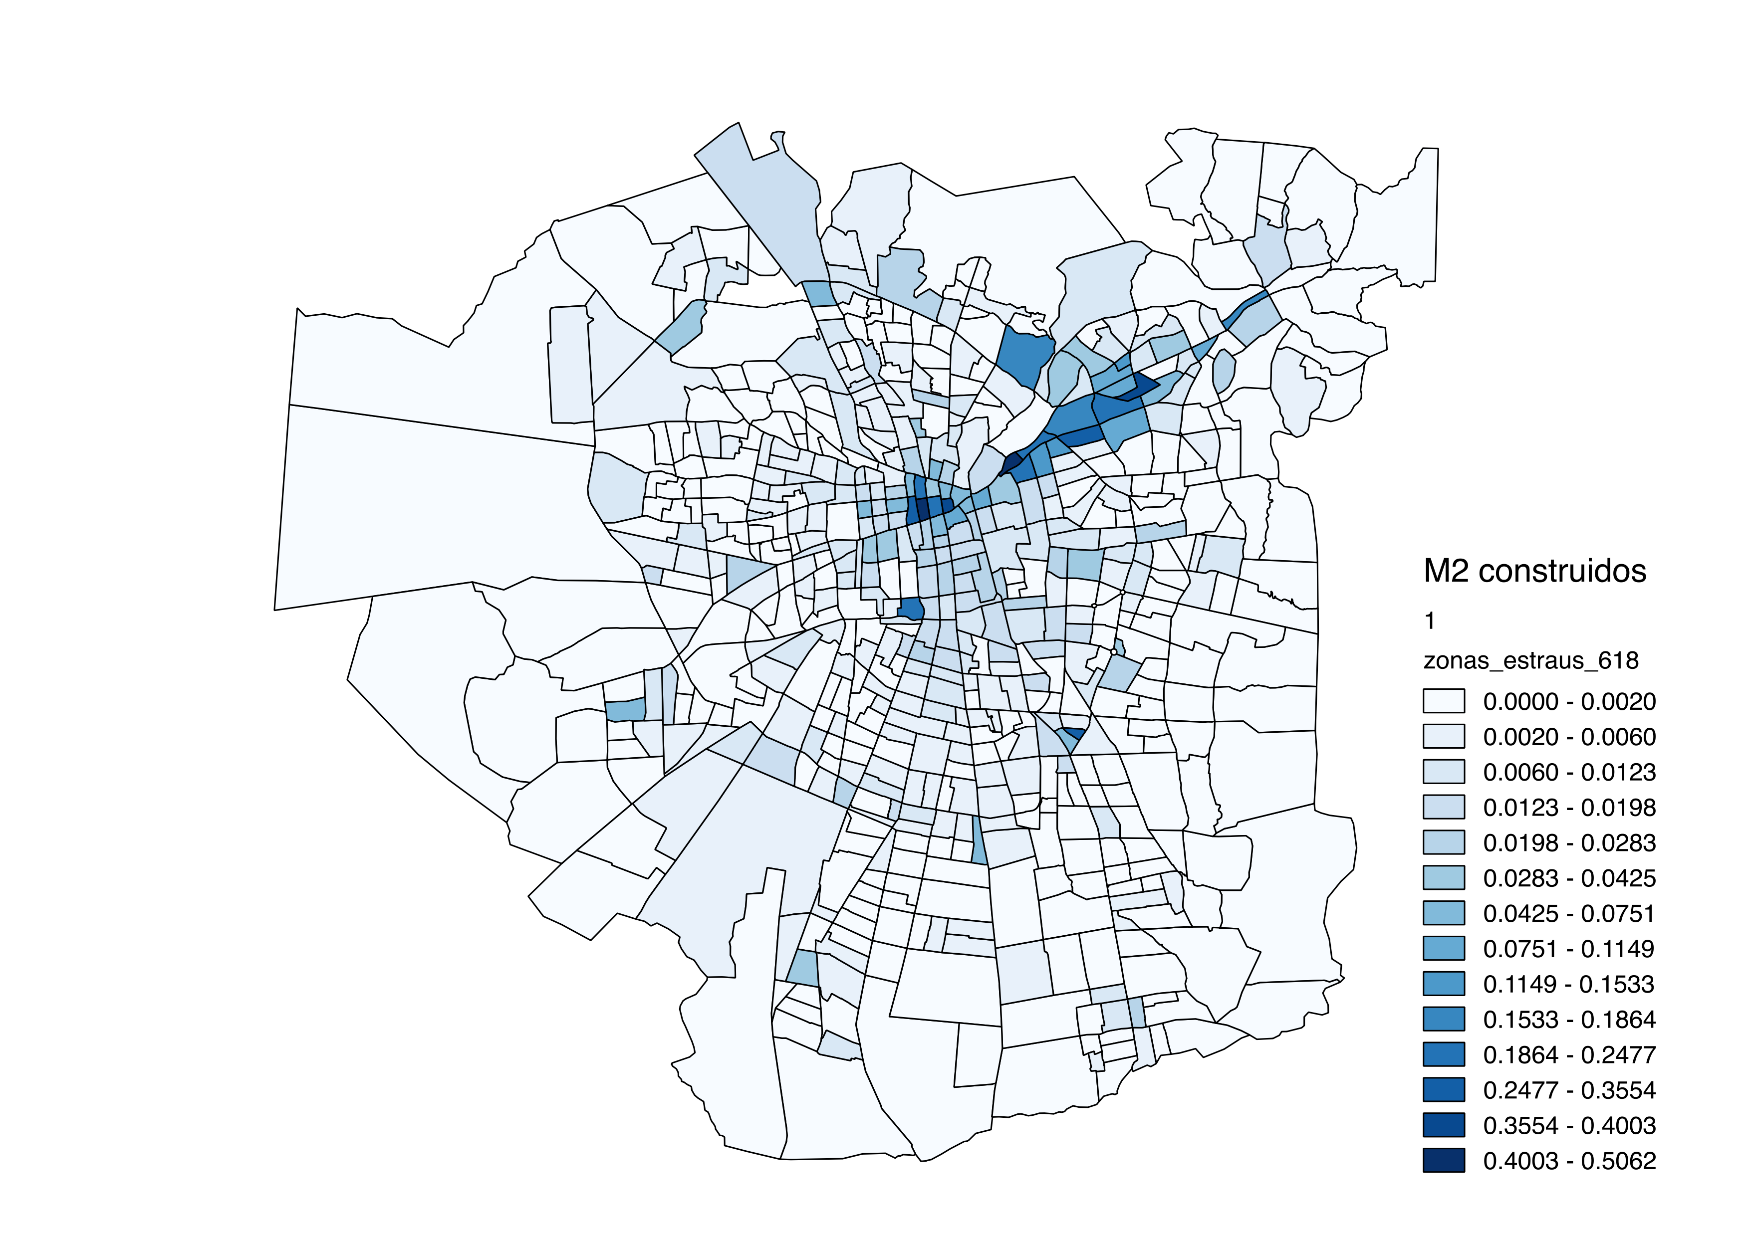 M2 construidos
1
zonas_estraus_618
0.0000 - 0.0020
0.0020 - 0.0060
0.0060 - 0.0123
0.0123 - 0.0198
0.0198 - 0.0283
0.0283 - 0.0425
0.0425 - 0.0751
0.0751 - 0.1149
0.1149 - 0.1533
0.1533 - 0.1864
0.1864 - 0.2477
0.2477 - 0.3554
0.3554 - 0.4003
0.4003 - 0.5062